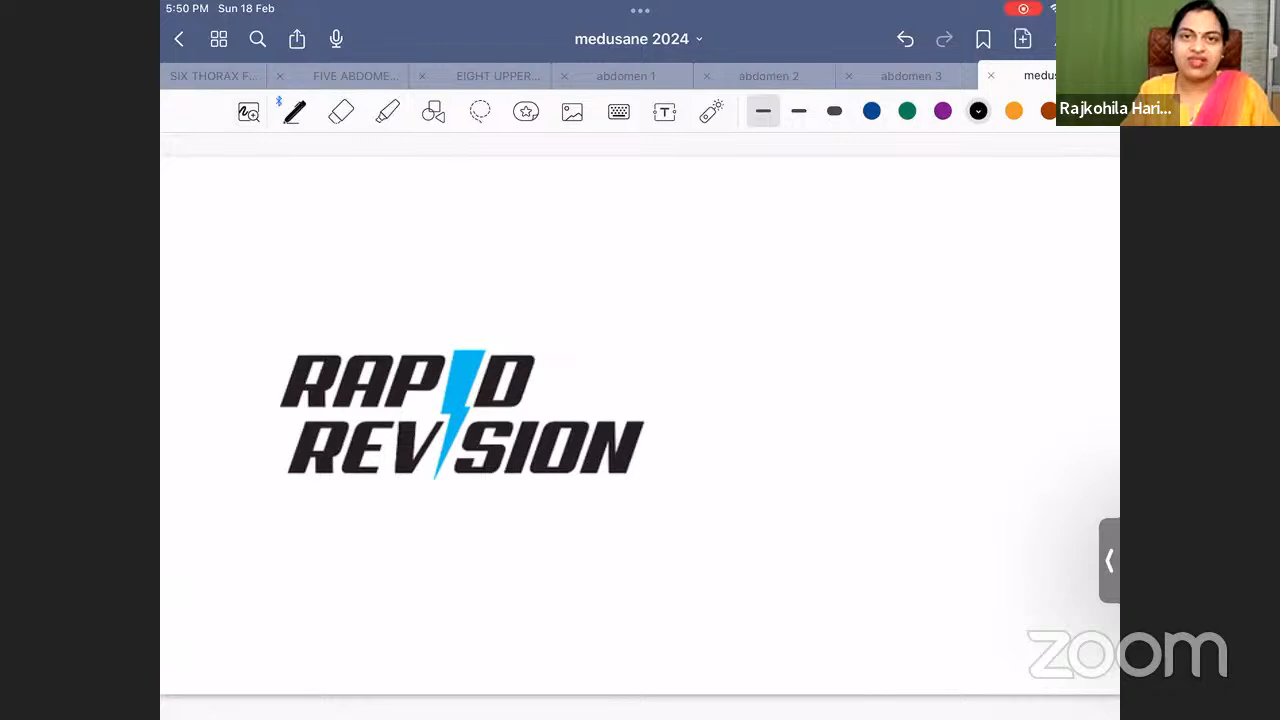 5:50 PM Sun 18 Feb
medusane 2024
SIX THORAX F...
FIVE ABDOME...
EIGHT UPPER...
abdomen 1
abdomen 2
abdomen 3
medus
T
Rajkohila Hari...
RAPID
REVISION
zoom